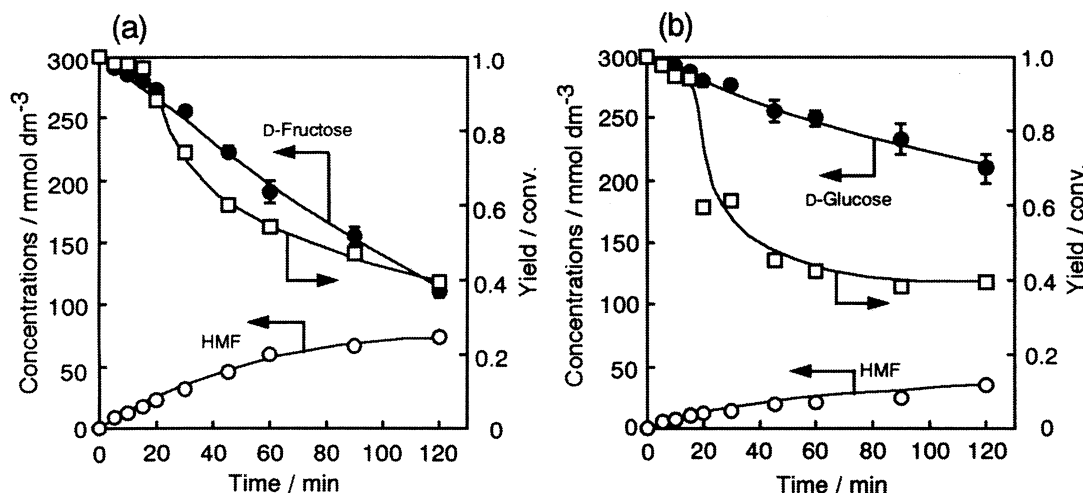 (a)
Concentrations / mmol dm⁻³
300
250
200
150
100
50
0
D-Fructose
HMF
1.0
0.8
0.6
0.4
0.2
0
Yield / conv.
0 20 40 60 80 100 120
Time / min
(b)
Concentrations / mmol dm⁻³
300
250
200
150
100
50
0
D-Glucose
HMF
1.0
0.8
0.6
0.4
0.2
0
Yield / conv.
0 20 40 60 80 100 120
Time / min